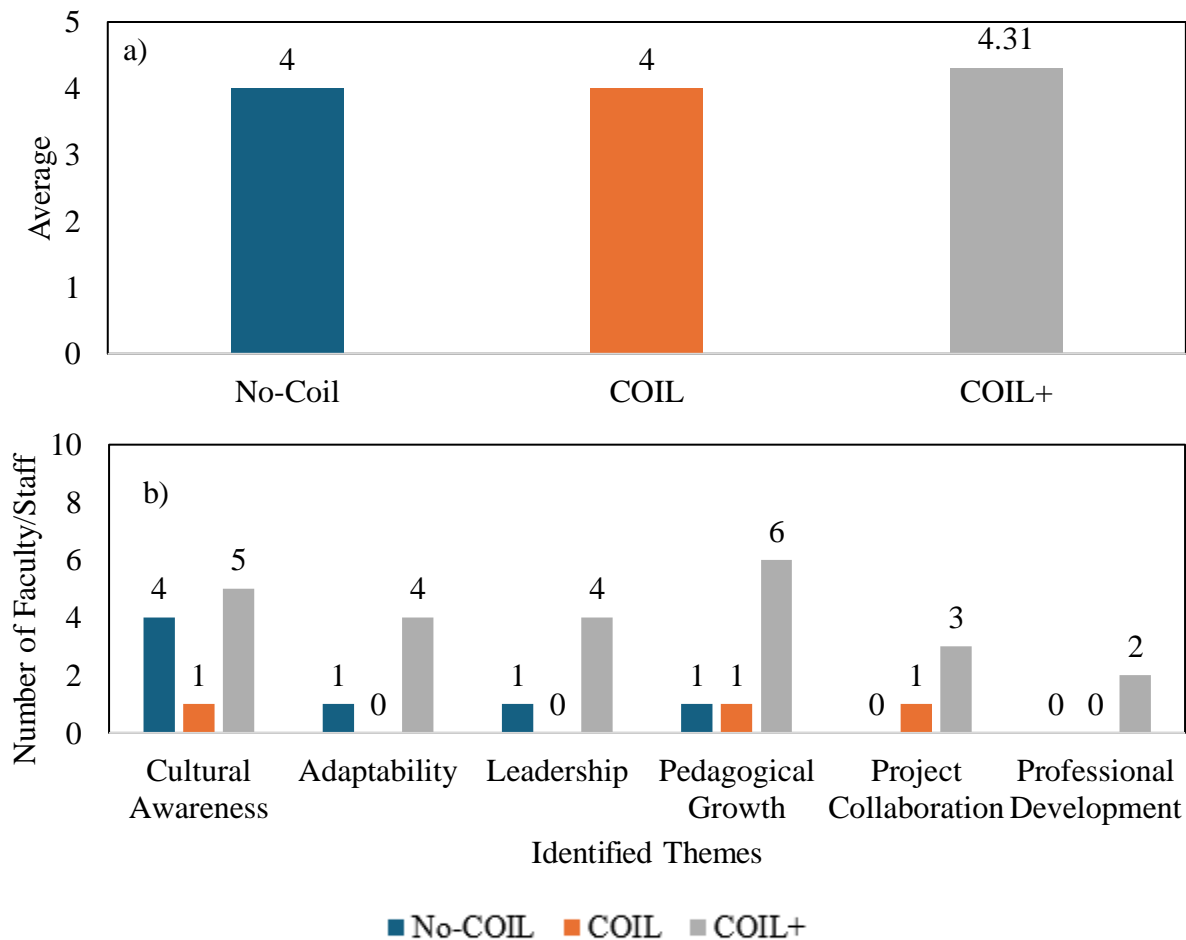 a)
5
4
3
2
1
0
Average
4
4
4.31
No-Coil
COIL
COIL+
b)
10
8
6
4
2
0
Number of Faculty/Staff
4
1
5
1
0
4
1
0
4
1
1
6
0
1
3
0
0
2
Cultural
Awareness
Adaptability
Leadership
Pedagogical
Growth
Project
Collaboration
Professional
Development
Identified Themes
No-COIL
COIL
COIL+